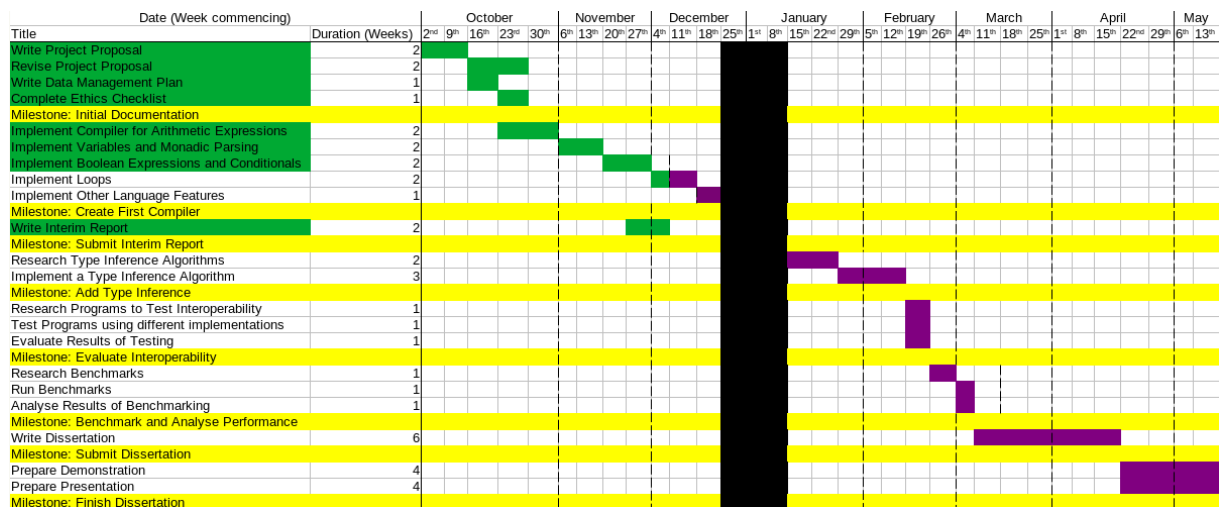 Date (Week commencing) October November December January February March April May
Title Duration (Weeks) 2nd 9th 16th 23rd 30th 6th 13th 20th 27th 4th 11th 18th 25th 1st 8th 15th 22nd 29th 5th 12th 19th 26th 4th 11th 18th 25th 1st 8th 15th 22nd 29th 6th 13th
Write Project Proposal 2
Revise Project Proposal 2
Write Data Management Plan 1
Complete Ethics Checklist 1
Milestone: Initial Documentation
Implement Compiler for Arithmetic Expressions 2
Implement Variables and Monadic Parsing 2
Implement Boolean Expressions and Conditionals 2
Implement Loops 2
Implement Other Language Features 1
Milestone: Create First Compiler
Write Interim Report 2
Milestone: Submit Interim Report
Research Type Inference Algorithms 2
Implement a Type Inference Algorithm 3
Milestone: Add Type Inference
Research Programs to Test Interoperability 1
Test Programs using different implementations 1
Evaluate Results of Testing 1
Milestone: Evaluate Interoperability
Research Benchmarks 1
Run Benchmarks 1
Analyse Results of Benchmarking 1
Milestone: Benchmark and Analyse Performance
Write Dissertation 6
Milestone: Submit Dissertation
Prepare Demonstration 4
Prepare Presentation 4
Milestone: Finish Dissertation